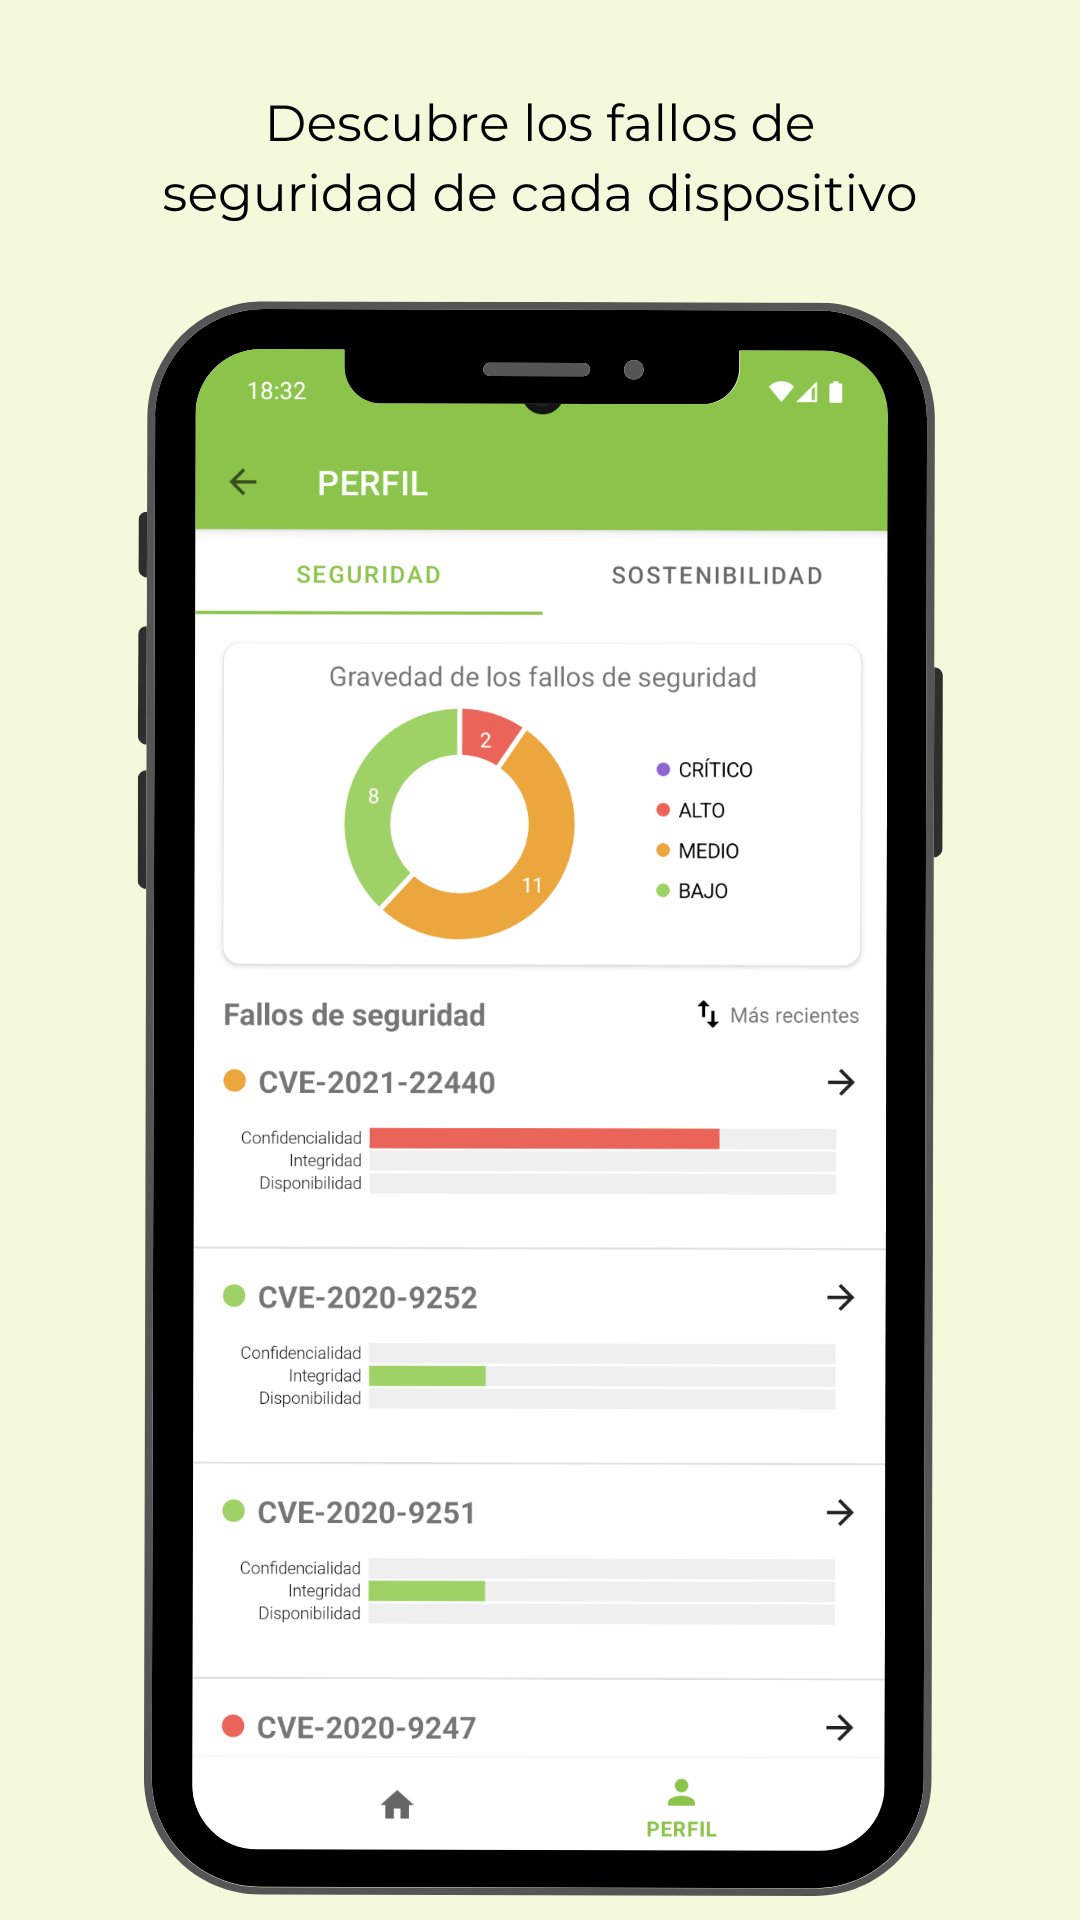 Descubre los fallos de
seguridad de cada dispositivo
18:32
PERFIL
SEGURIDAD
SOSTENIBILIDAD
Gravedad de los fallos de seguridad
2
8
11
CRÍTICO
ALTO
MEDIO
BAJO
Fallos de seguridad
Más recientes
CVE-2021-22440
Confidencialidad
Integridad
Disponibilidad
CVE-2020-9252
Confidencialidad
Integridad
Disponibilidad
CVE-2020-9251
Confidencialidad
Integridad
Disponibilidad
CVE-2020-9247
PERFIL